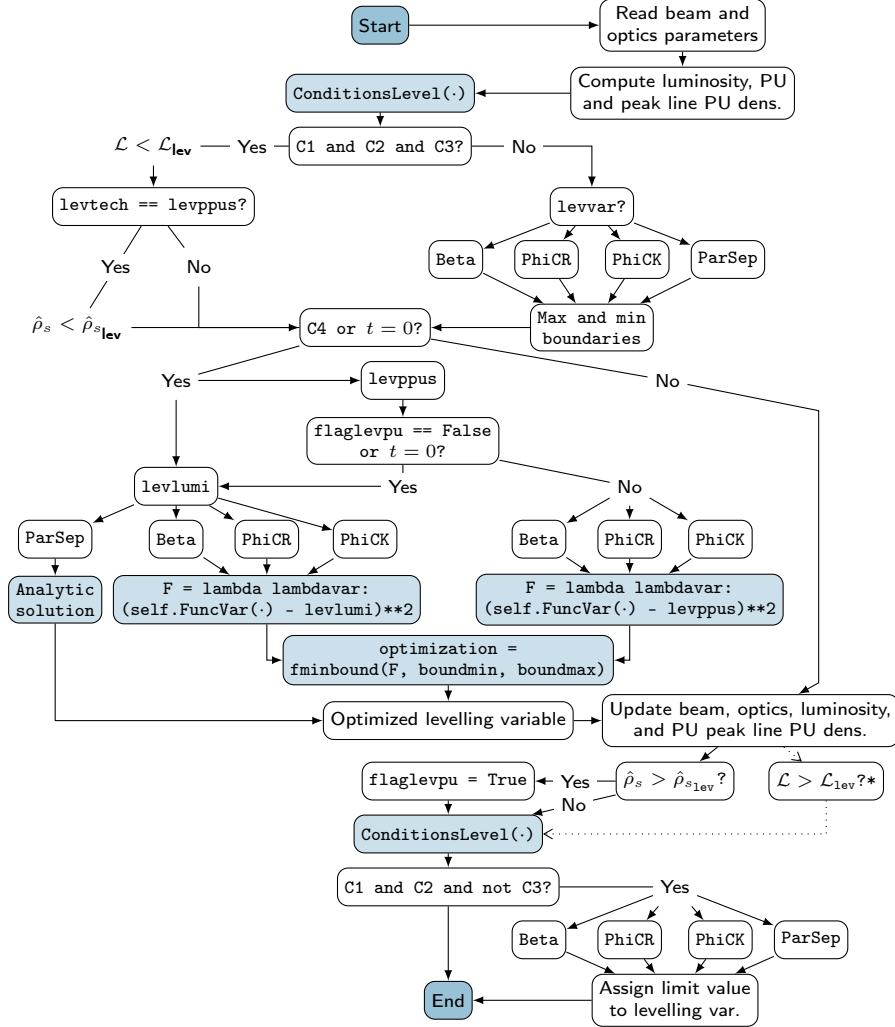 Start
Read beam and
optics parameters
Compute luminosity, PU
and peak line PU dens.
ConditionsLevel(·)
C1 and C2 and C3?
Yes
No
ℒ < ℒlev
levtech == levppus?
Yes
No
ρ̂s < ρ̂slev
levvar?
Beta
PhiCR
PhiCK
ParSep
Max and min
boundaries
C4 or t = 0?
Yes
No
levppus
flaglevpu == False
or t = 0?
Yes
No
levlumi
ParSep
Beta
PhiCR
PhiCK
Beta
PhiCR
PhiCK
Analytic
solution
F = lambda lambdavar:
(self.FuncVar(·) - levlumi)**2
F = lambda lambdavar:
(self.FuncVar(·) - levppus)**2
optimization =
fminbound(F, boundmin, boundmax)
Optimized levelling variable
Update beam, optics, luminosity,
and PU peak line PU dens.
flaglevpu = True
Yes
No
ρ̂s > ρ̂slev?
ℒ > ℒlev?*
ConditionsLevel(·)
C1 and C2 and not C3?
Yes
Beta
PhiCR
PhiCK
ParSep
End
Assign limit value
to levelling var.